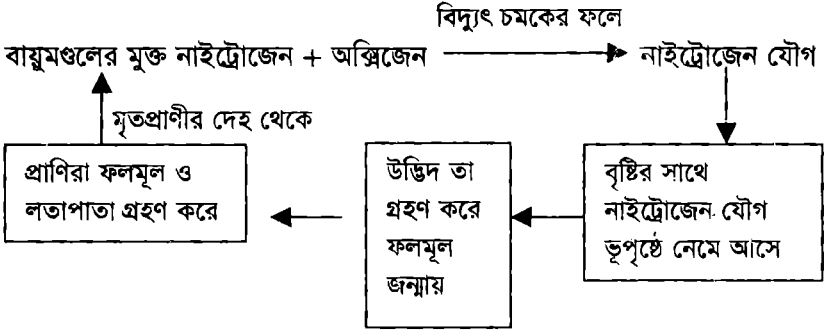 বিদ্যুৎ চমকের ফলে
বায়ুমণ্ডলের মুক্ত নাইট্রোজেন + অক্সিজেন
নাইট্রোজেন যৌগ
মৃতপ্রাণীর দেহ থেকে
প্রাণিরা ফলমূল ও
লতাপাতা গ্রহণ করে
উদ্ভিদ তা
গ্রহণ করে
ফলমূল
জন্মায়
বৃষ্টির সাথে
নাইট্রোজেন যৌগ
ভূপৃষ্ঠে নেমে আসে